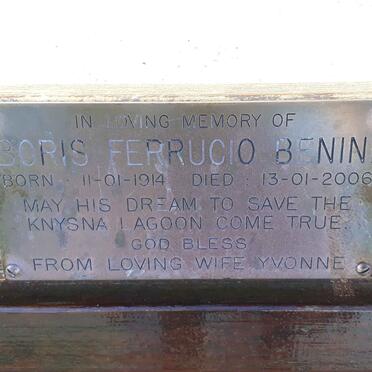 IN LOVING MEMORY OF
BORIS FERRUCIO BENINI
BORN : 11-01-1914 DIED : 13-01-2006
MAY HIS DREAM TO SAVE THE
KNYSNA LAGOON COME TRUE.
GOD BLESS
FROM LOVING WIFE YVONNE